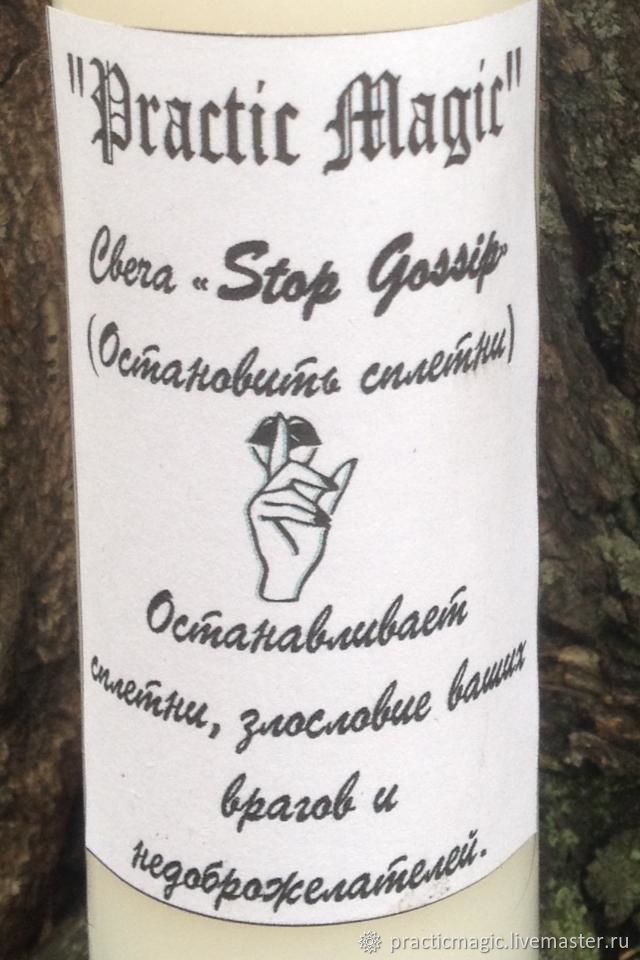 "Practic Magic"
Свеча «Stop Gossip»
(Остановить сплетни)
Останавливает
сплетни, злословие ваших
врагов и
недоброжелателей.
practicmagic.livemaster.ru